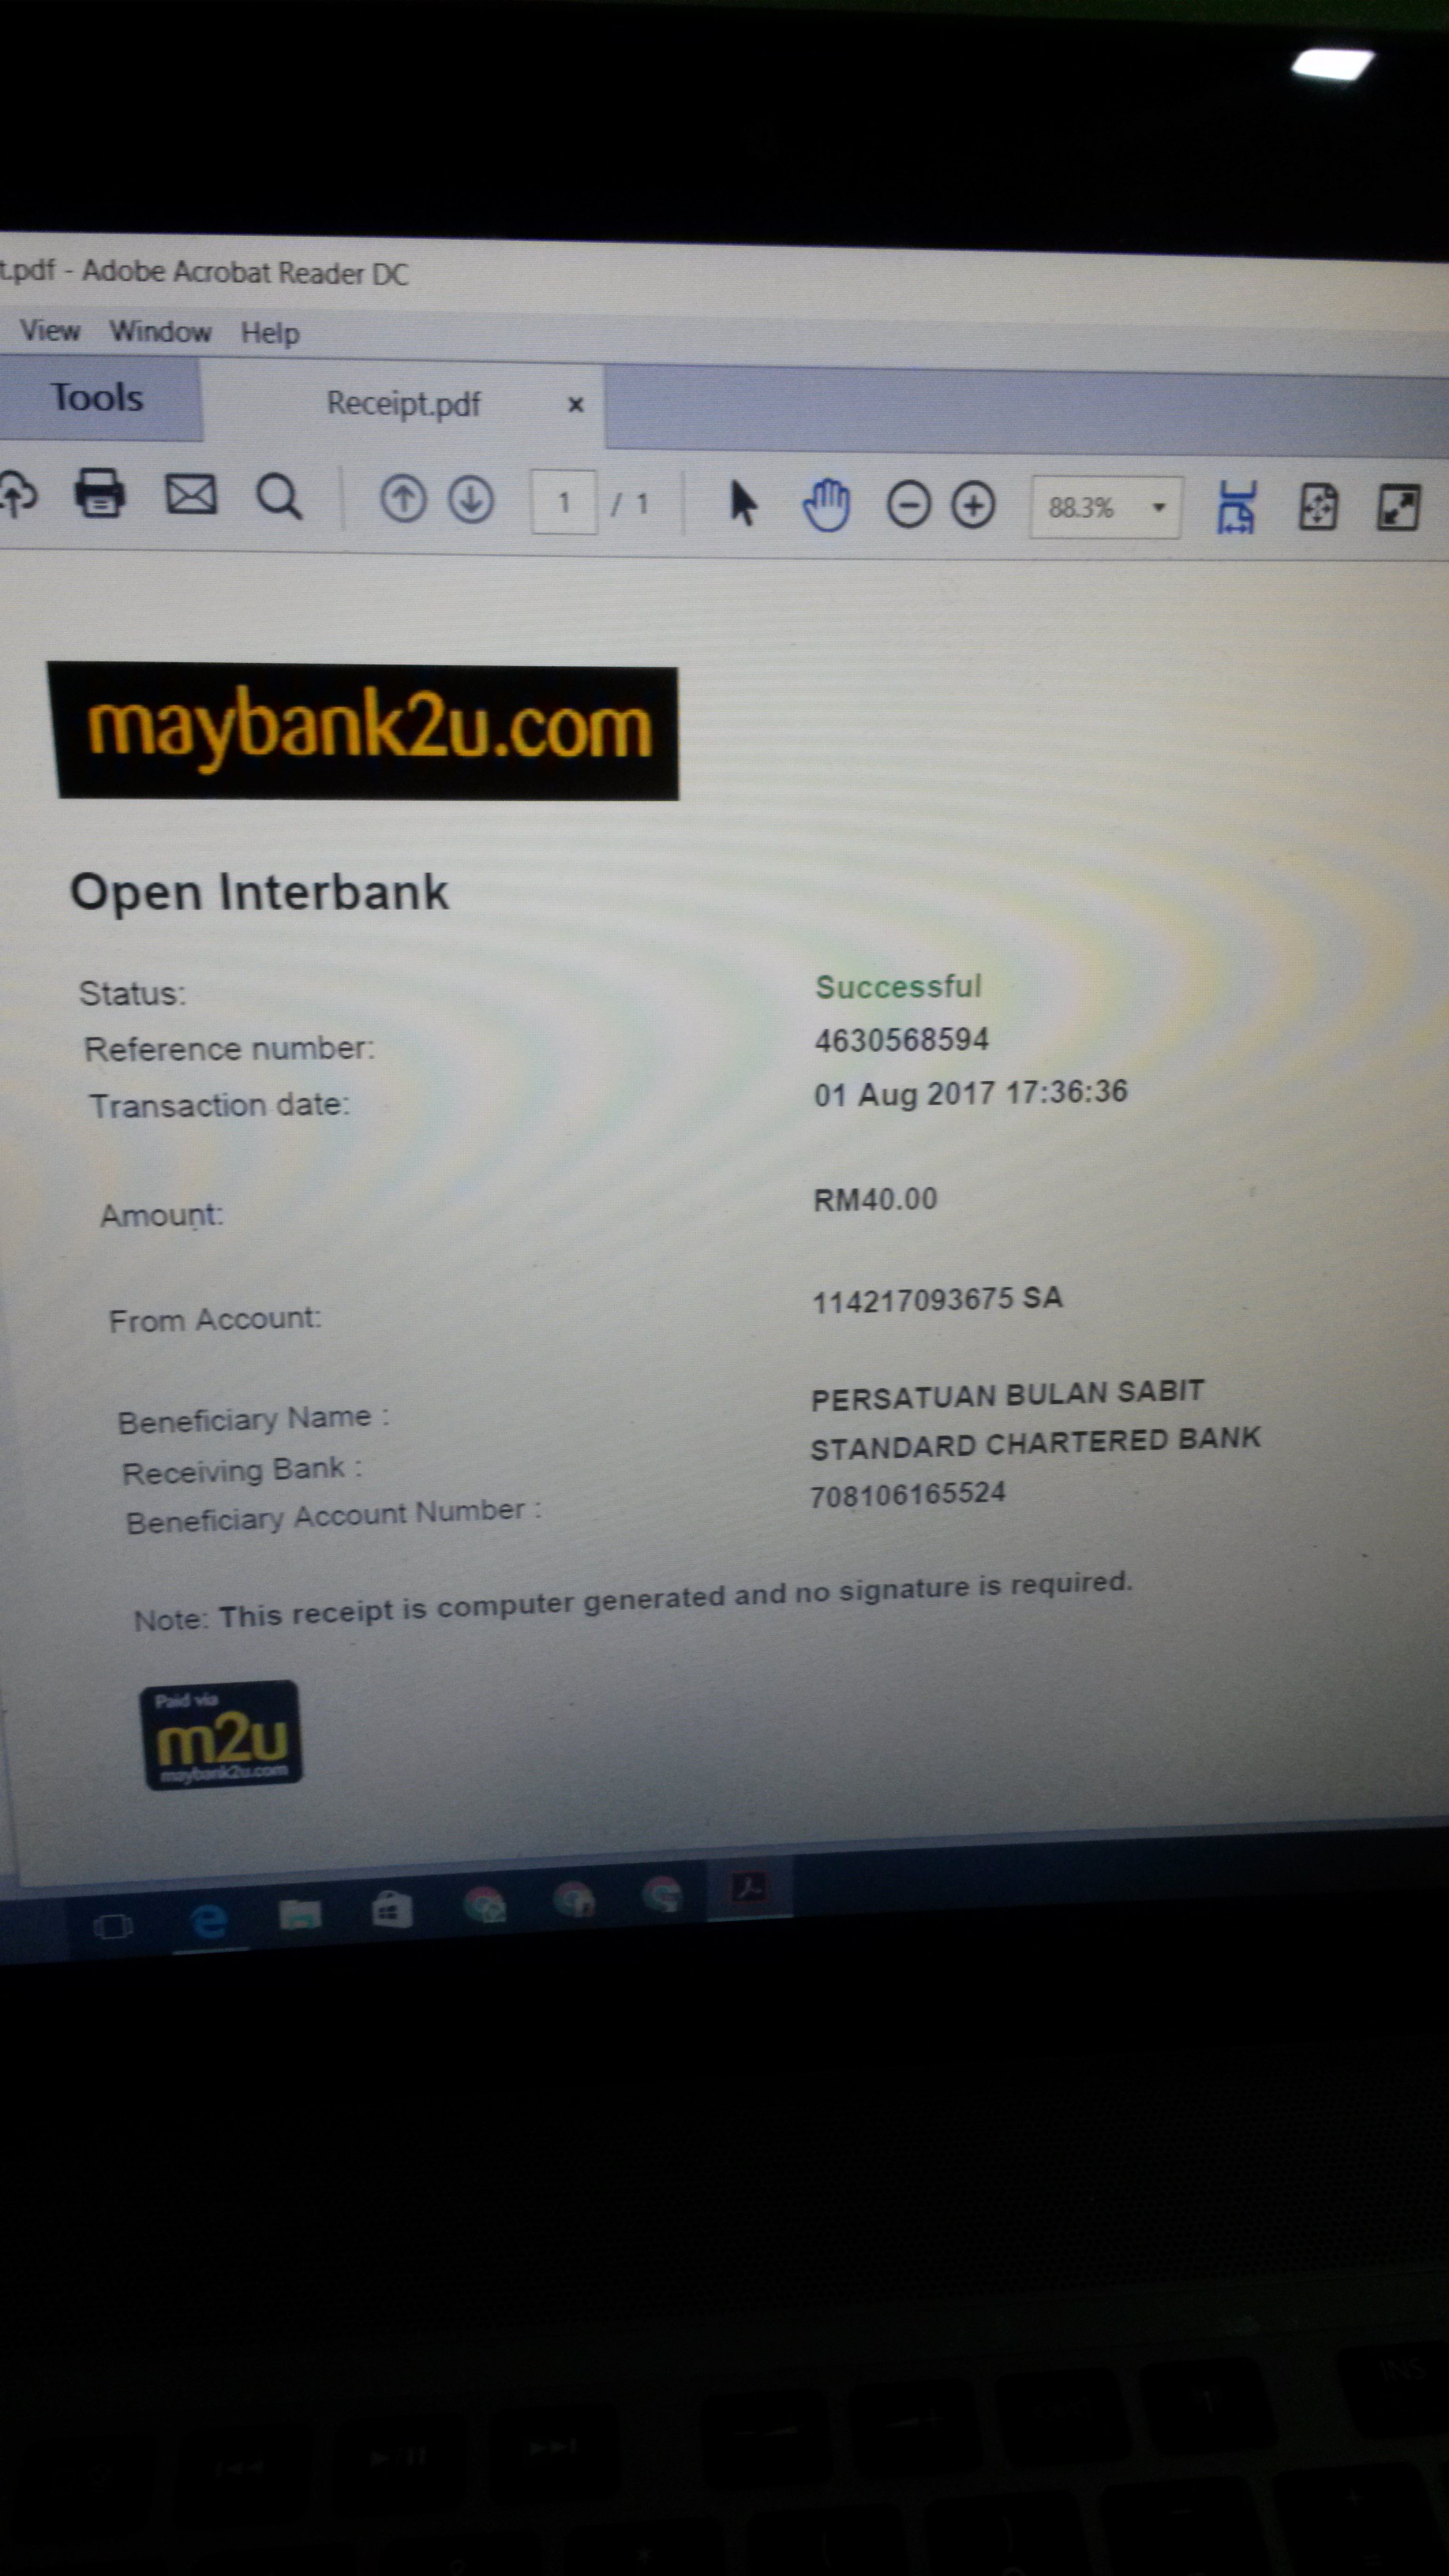 t.pdf - Adobe Acrobat Reader DC
View Window Help
Tools Receipt.pdf ×
1 / 1 88.3%
maybank2u.com
Open Interbank
Status: Successful
Reference number: 4630568594
Transaction date: 01 Aug 2017 17:36:36
Amount: RM40.00
From Account: 114217093675 SA
Beneficiary Name : PERSATUAN BULAN SABIT
Receiving Bank : STANDARD CHARTERED BANK
Beneficiary Account Number : 708106165524
Note: This receipt is computer generated and no signature is required.
Paid via
m2u
maybank2u.com
INS